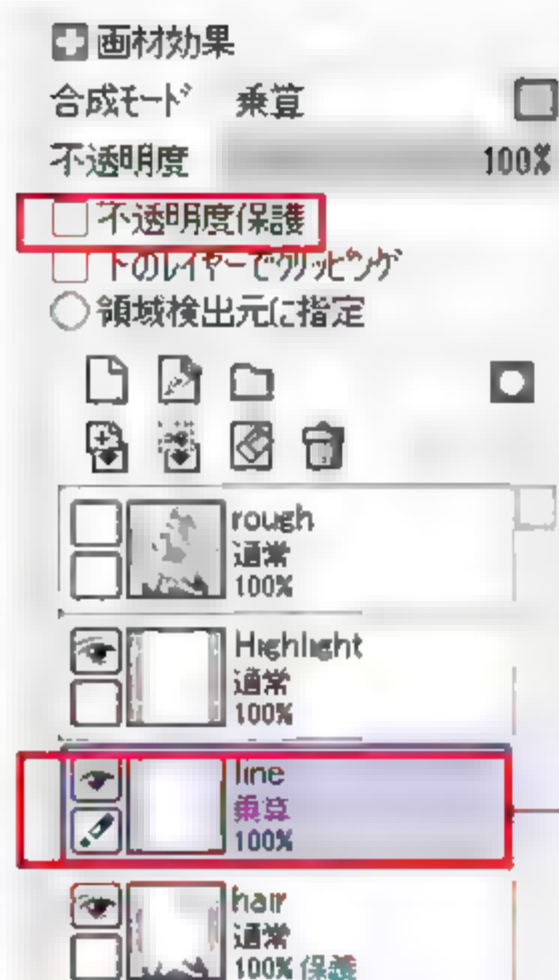 画材効果
合成モード 乗算
不透明度 100%
不透明度保護
下のレイヤーでクリッピング
領域検出元に指定
rough
通常
100%
Highlight
通常
100%
line
乗算
100%
hair
通常
100% 保護